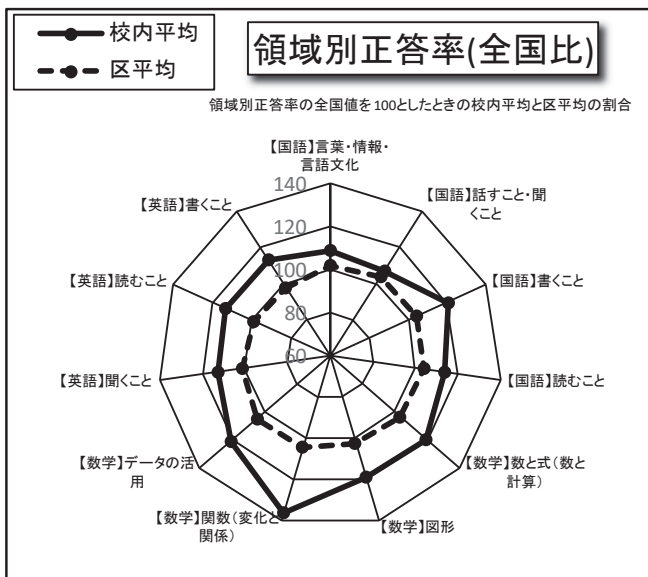 校内平均
区平均
領域別正答率(全国比)
領域別正答率の全国値を100としたときの校内平均と区平均の割合
【国語】言葉・情報・
言語文化
【国語】話すこと・聞
くこと
【国語】書くこと
【国語】読むこと
【数学】数と式(数と
計算)
【数学】図形
【数学】関数(変化と
関係)
【数学】データの活
用
【英語】聞くこと
【英語】読むこと
【英語】書くこと
140
120
100
80
60